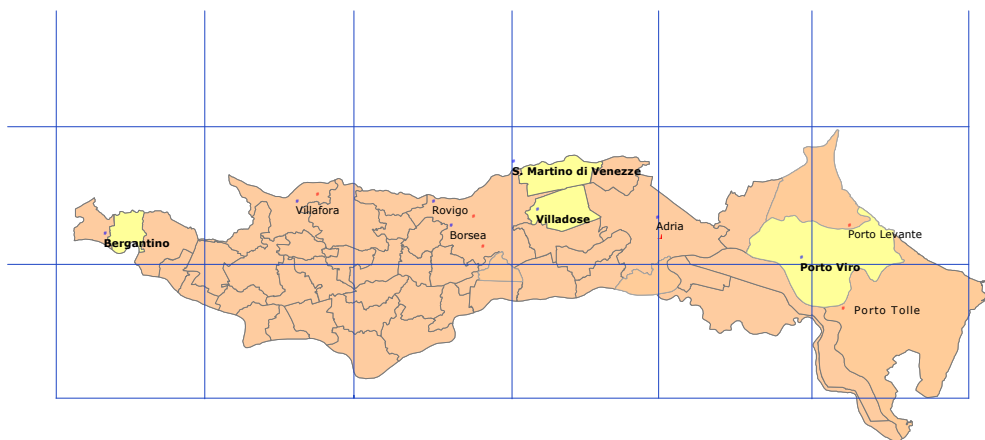 S. Martino di Venezze
Villafora
Rovigo
Villadose
Adria
Borsea
Porto Levante
Bergantino
Porto Viro
Porto Tolle